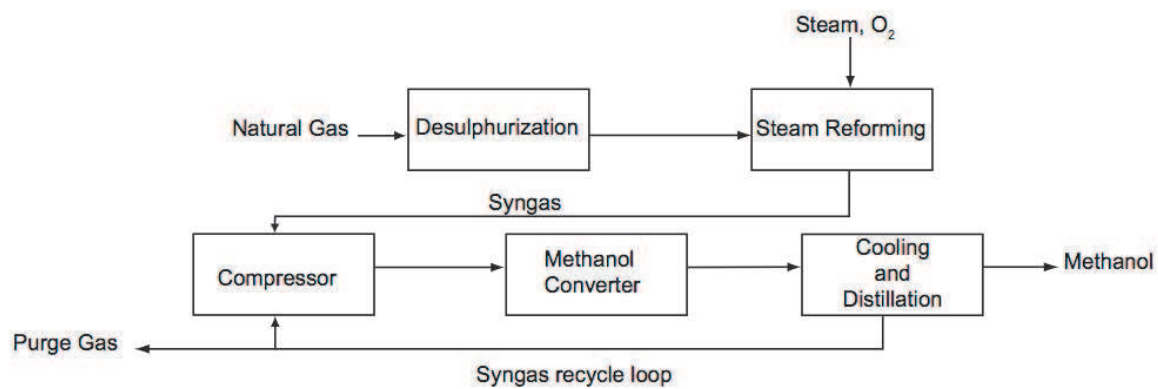 Steam, O₂
Natural Gas
Desulphurization
Steam Reforming
Syngas
Compressor
Methanol
Converter
Cooling
and
Distillation
Methanol
Purge Gas
Syngas recycle loop